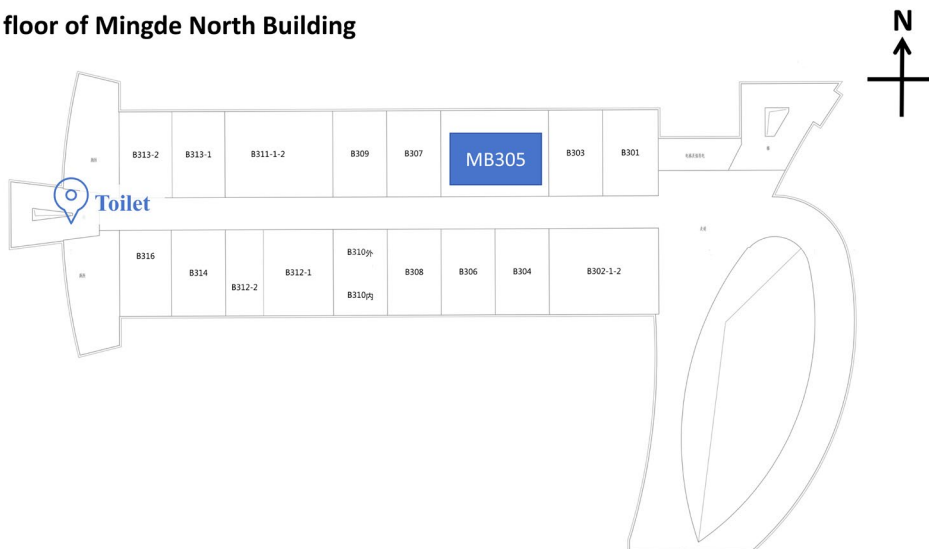 floor of Mingde North Building
N
B313-2
B313-1
B311-1-2
B309
B307
MB305
B303
B301
Toilet
B316
B314
B312-2
B312-1
B310外
B310内
B308
B306
B304
B302-1-2